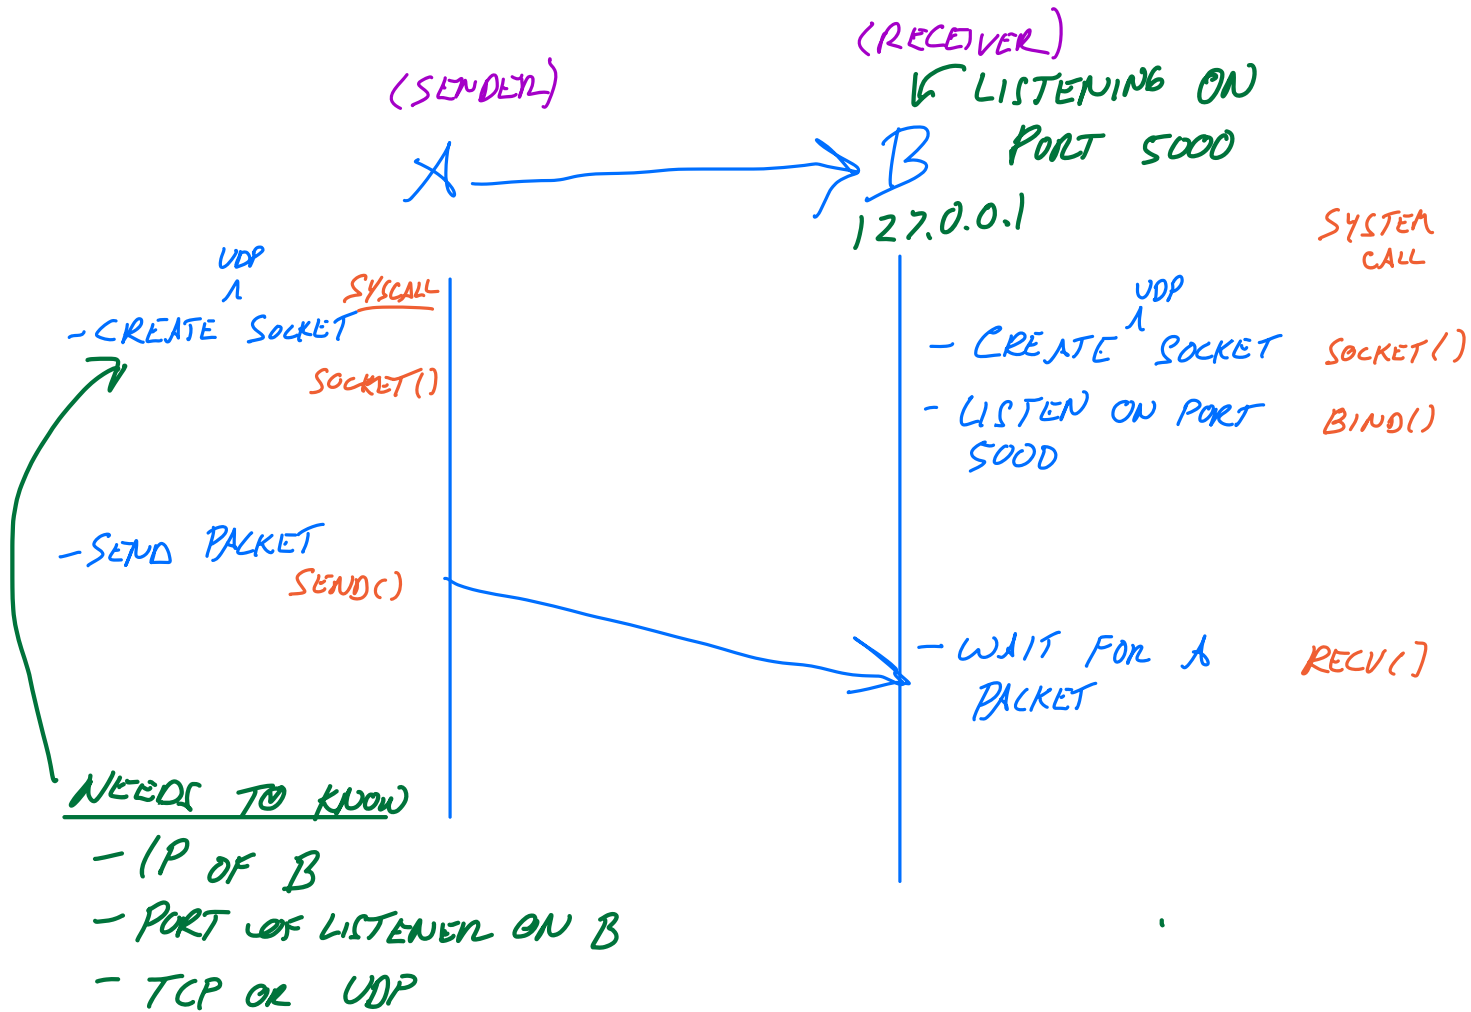 (RECEIVER)
(SENDER)
LISTENING ON
PORT 5000
A
B
127.0.0.1
SYSTEM
CALL
UDP
SYSCALL
- CREATE SOCKET
SOCKET()
UDP
- CREATE SOCKET SOCKET()
- LISTEN ON PORT BIND()
5000
- SEND PACKET
SEND()
- WAIT FOR A RECV()
PACKET
NEEDS TO KNOW
- IP OF B
- PORT OF LISTENER ON B
- TCP OR UDP